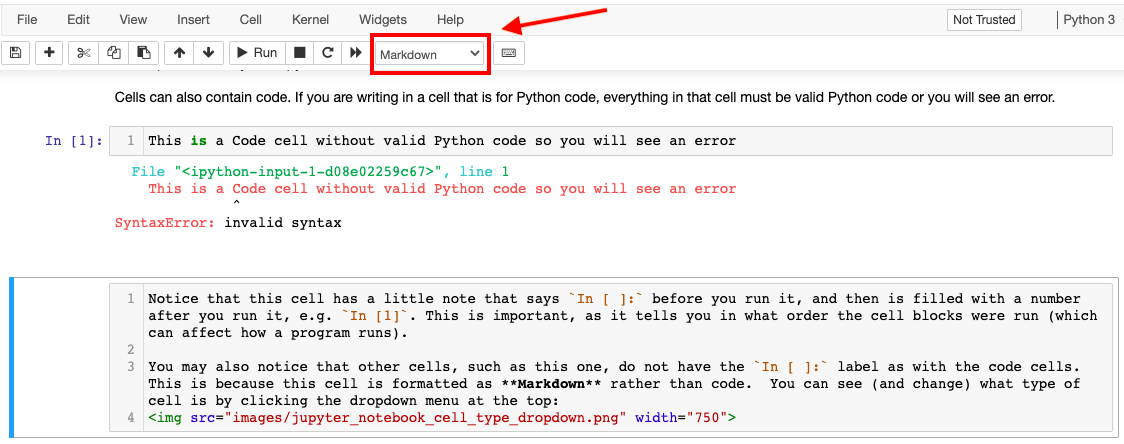 File Edit View Insert Cell Kernel Widgets Help Not Trusted Python 3
Run Markdown
Cells can also contain code. If you are writing in a cell that is for Python code, everything in that cell must be valid Python code or you will see an error.
In [1]: 1 This is a Code cell without valid Python code so you will see an error
File "<ipython-input-1-d08e02259c67>", line 1
This is a Code cell without valid Python code so you will see an error
^
SyntaxError: invalid syntax
1 Notice that this cell has a little note that says `In [ ]:` before you run it, and then is filled with a number
after you run it, e.g. `In [1]`. This is important, as it tells you in what order the cell blocks were run (which
can affect how a program runs).
2
3 You may also notice that other cells, such as this one, do not have the `In [ ]:` label as with the code cells.
This is because this cell is formatted as **Markdown** rather than code.  You can see (and change) what type of
cell is by clicking the dropdown menu at the top:
4 <img src="images/jupyter_notebook_cell_type_dropdown.png" width="750">